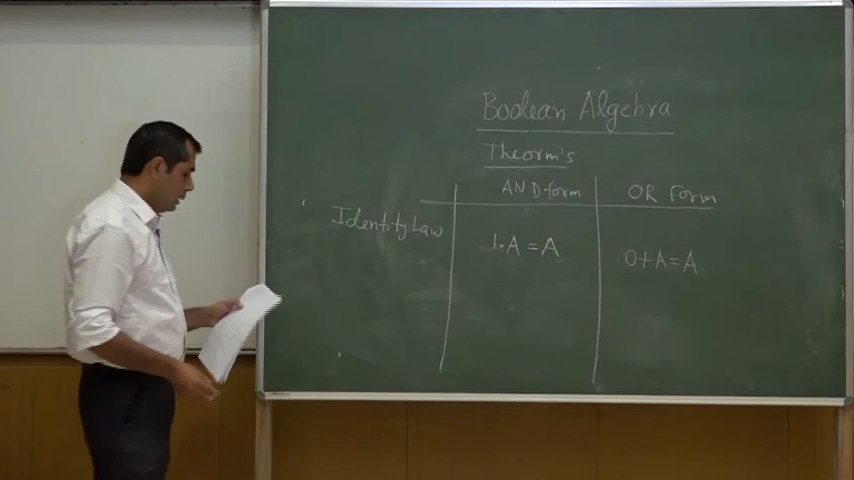 Boolean Algebra
Theorm's
AND-form OR Form
Identity Law
1.A = A
0+A=A